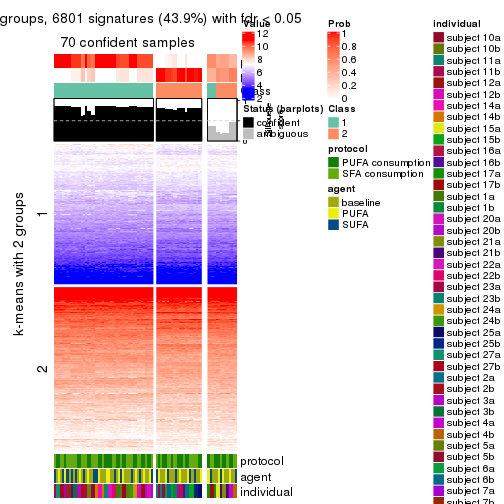 groups, 6801 signatures (43.9%) with fdr < 0.05
70 confident samples
k-means with 2 groups
1
2
Value
12
10
8
6
4
2
Prob
1
0.8
0.6
0.4
0.2
0
Status (barplots)
confident
ambiguous
Class
1
2
protocol
PUFA consumption
SFA consumption
agent
baseline
PUFA
SUFA
protocol
agent
individual
individual
subject 10a
subject 10b
subject 11a
subject 11b
subject 12a
subject 12b
subject 14a
subject 14b
subject 15a
subject 15b
subject 16a
subject 16b
subject 17a
subject 17b
subject 1a
subject 1b
subject 20a
subject 20b
subject 21a
subject 21b
subject 22a
subject 22b
subject 23a
subject 23b
subject 24a
subject 24b
subject 25a
subject 25b
subject 27a
subject 27b
subject 2a
subject 2b
subject 3a
subject 3b
subject 4a
subject 4b
subject 5a
subject 5b
subject 6a
subject 6b
subject 7a
subject 7b